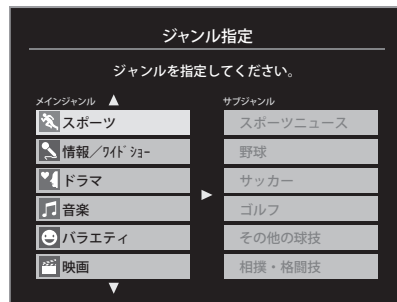 ジャンル指定
ジャンルを指定してください。
メインジャンル
スポーツ
情報／ﾜｲﾄﾞｼｮｰ
ドラマ
音楽
バラエティ
映画
サブジャンル
スポーツニュース
野球
サッカー
ゴルフ
その他の球技
相撲・格闘技